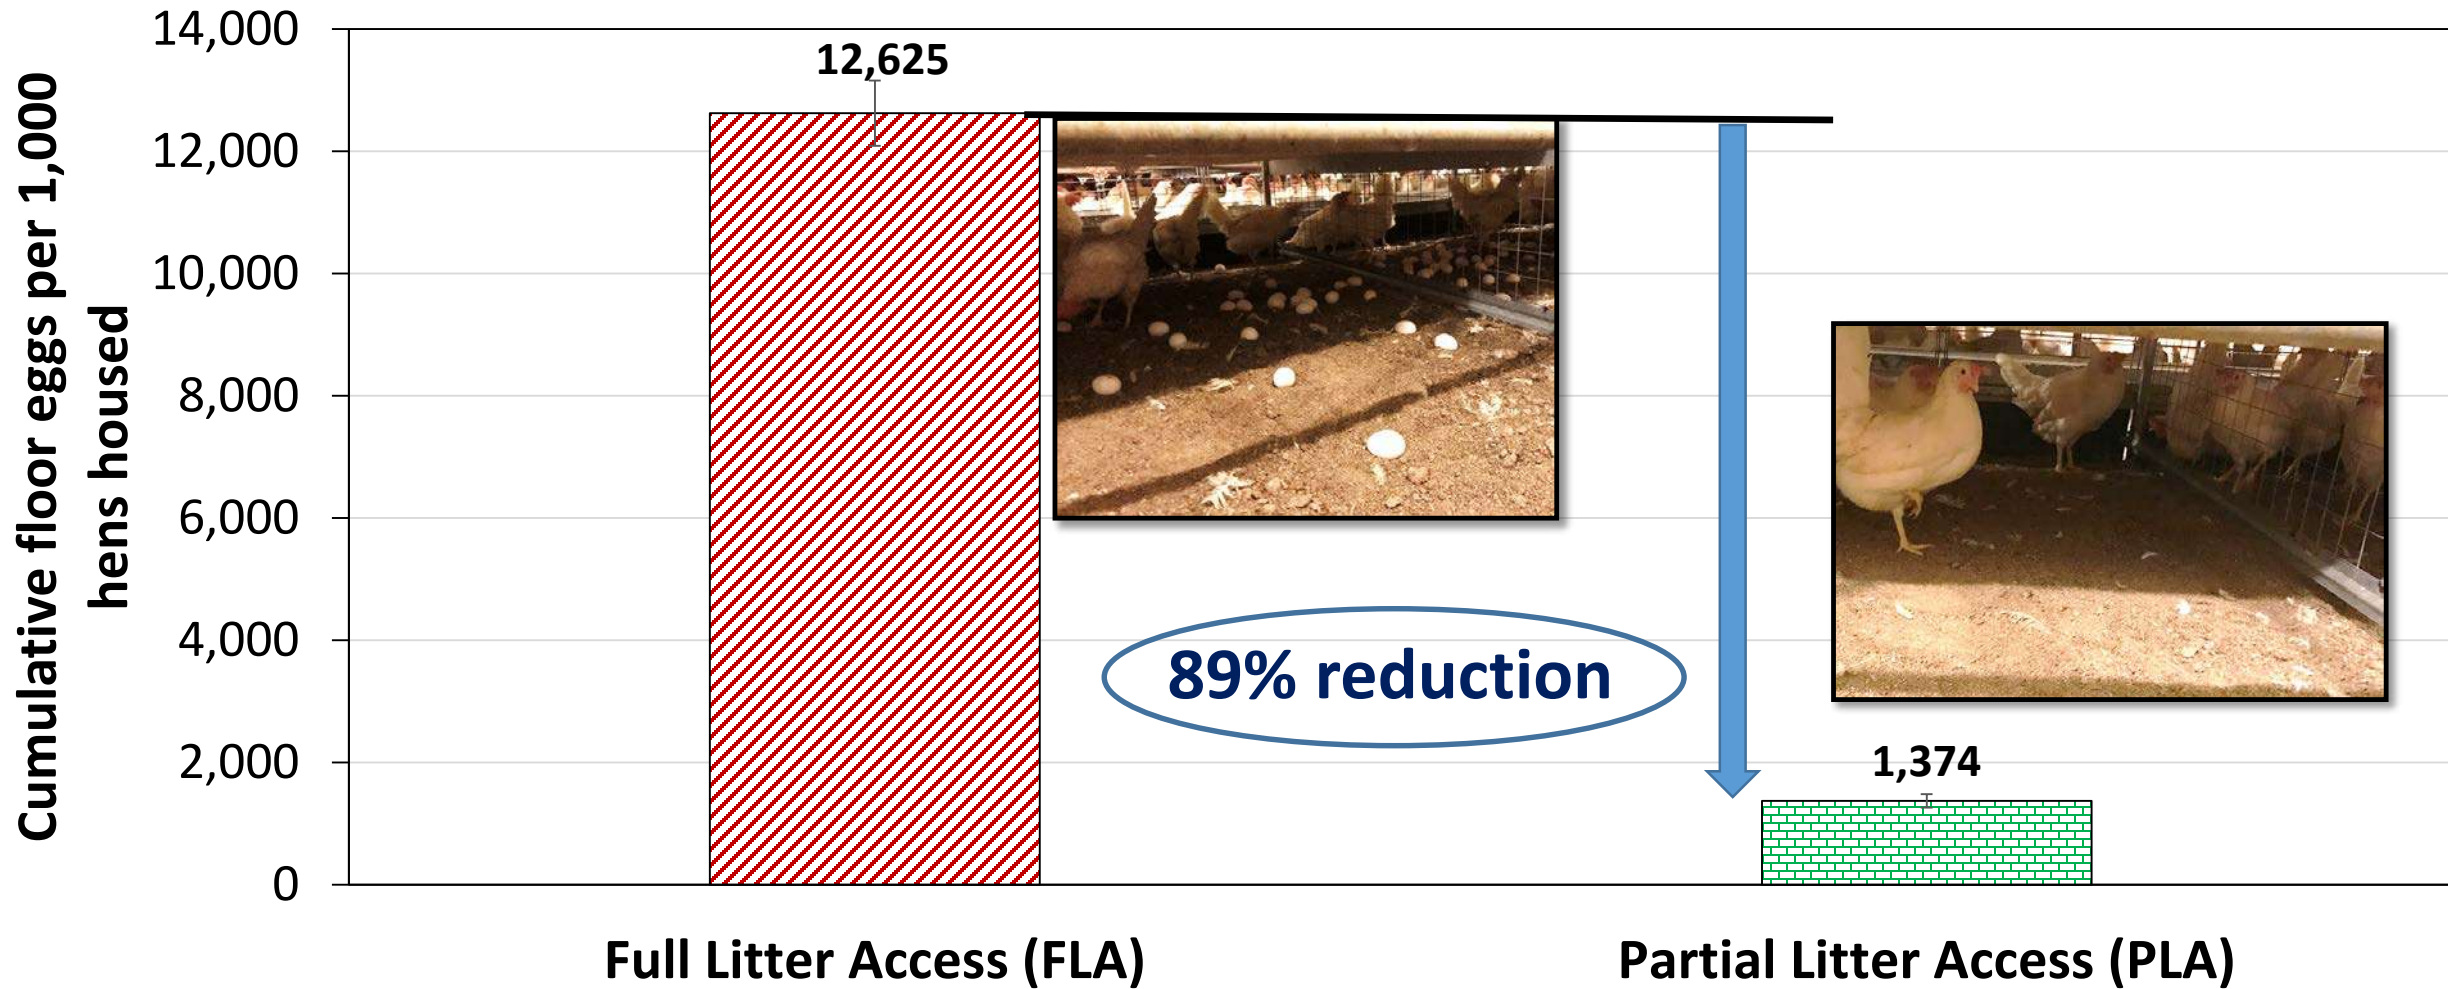 Cumulative floor eggs per 1,000
hens housed
14,000
12,000
10,000
8,000
6,000
4,000
2,000
0
12,625
89% reduction
1,374
Full Litter Access (FLA)
Partial Litter Access (PLA)